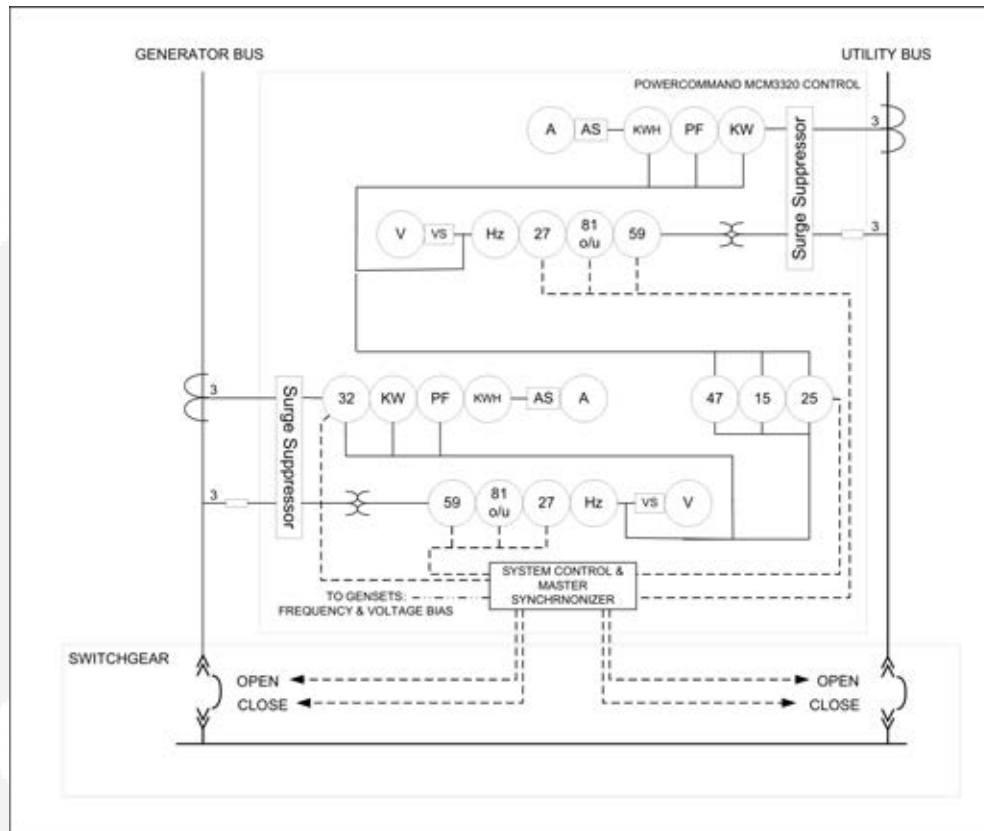 GENERATOR BUS
UTILITY BUS
POWERCOMMAND MCM3320 CONTROL
A AS KWH PF KW
3
Surge Suppressor
V VS Hz 27 81 o/u 59
3
3
Surge Suppressor
32 KW PF KWH AS A
47 15 25
3
59 81 o/u 27 Hz VS V
SYSTEM CONTROL &
MASTER
SYNCHRNONIZER
TO GENSETS:
FREQUENCY & VOLTAGE BIAS
SWITCHGEAR
OPEN
CLOSE
OPEN
CLOSE